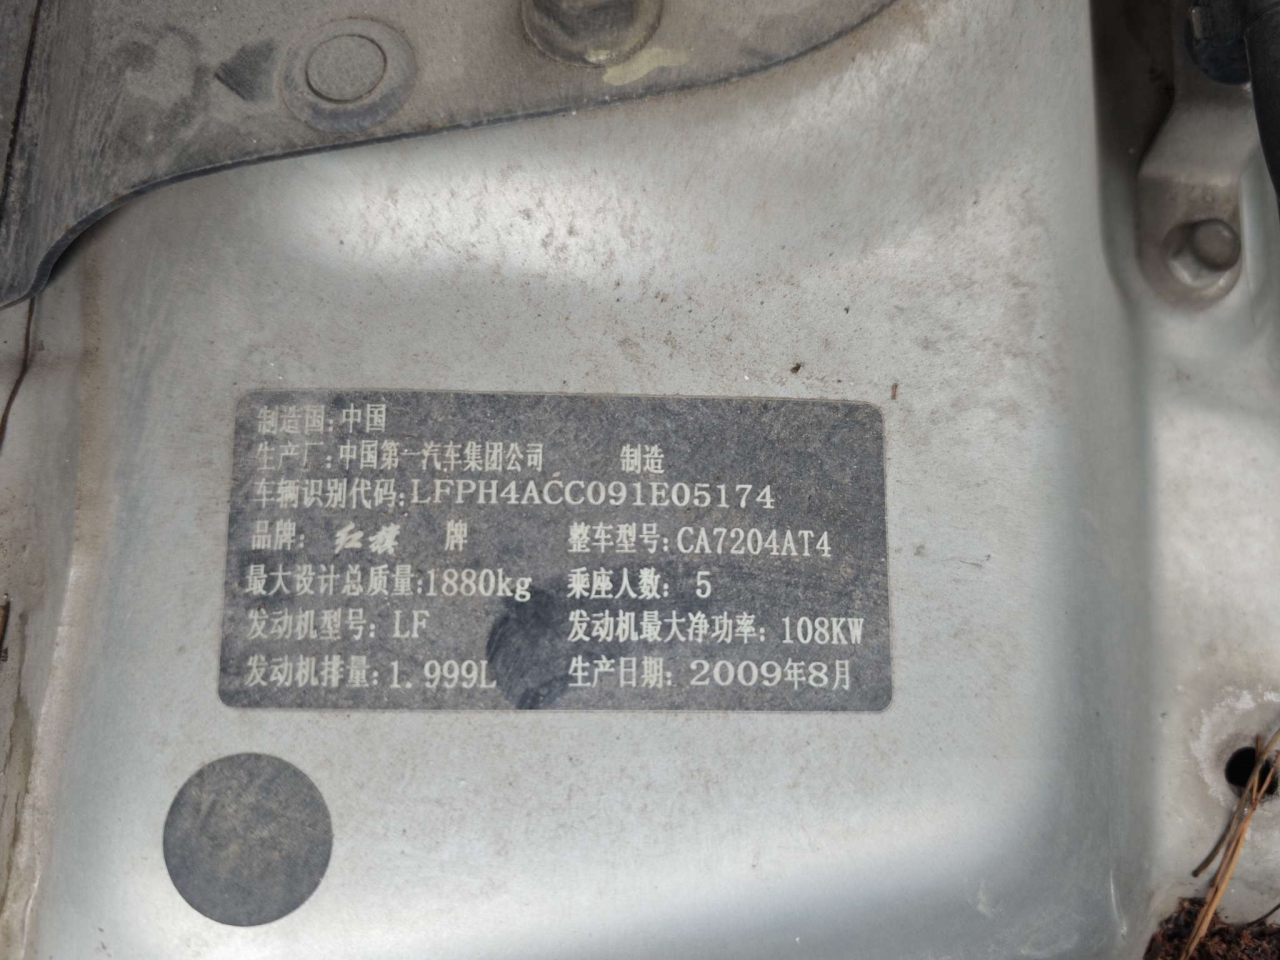 制造国:中国
生产厂:中国第一汽车集团公司 制造
车辆识别代码:LFPH4ACC091E05174
品牌: 红旗 牌 整车型号:CA7204AT4
最大设计总质量:1880kg 乘座人数: 5
发动机型号: LF 发动机最大净功率: 108KW
发动机排量:1.999L 生产日期: 2009年8月